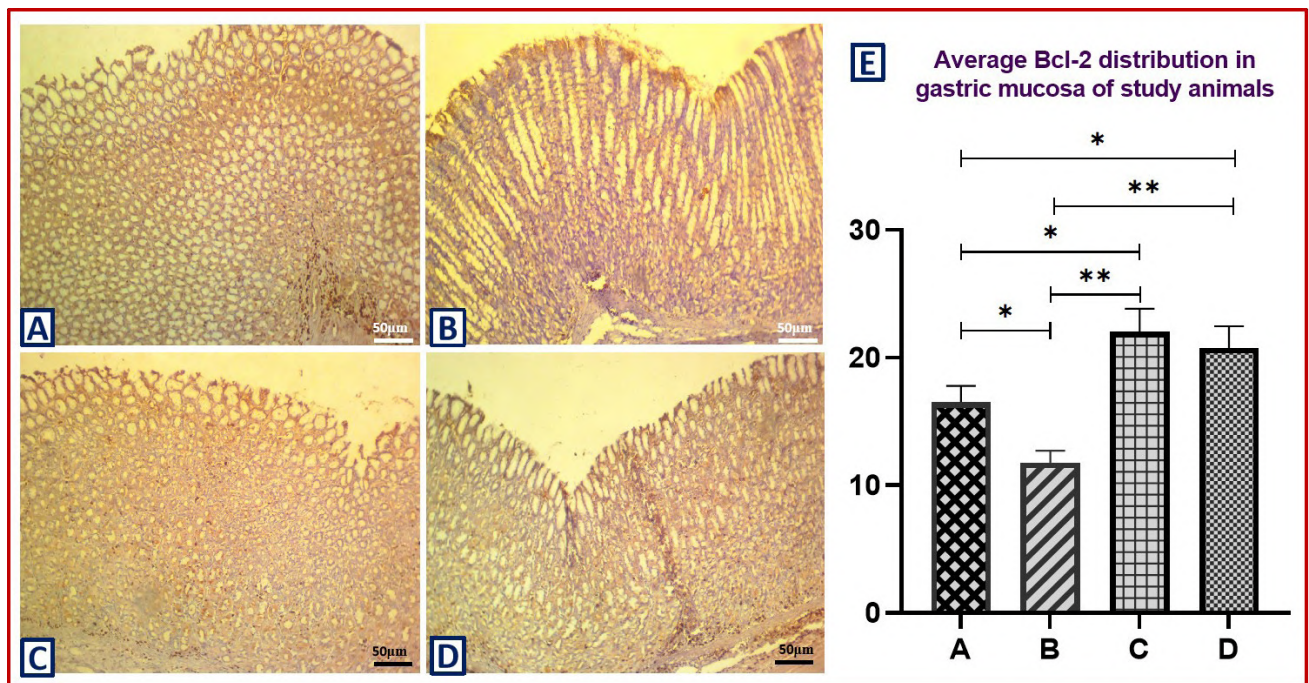 A
50µm
B
50µm
C
50µm
D
50µm
E
Average Bcl-2 distribution in
gastric mucosa of study animals
*
**
*
**
*
30
20
10
0
A B C D